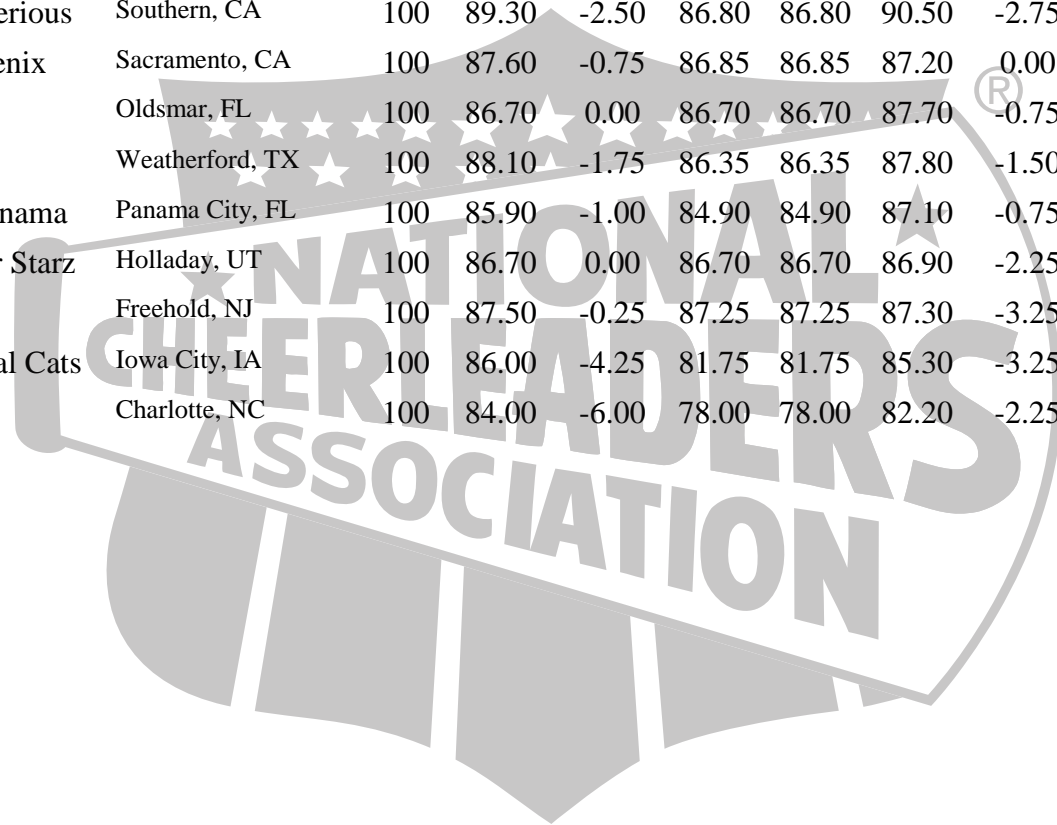 erious Southern, CA 100 89.30 -2.50 86.80 86.80 90.50 -2.75
enix Sacramento, CA 100 87.60 -0.75 86.85 86.85 87.20 0.00
Oldsmar, FL 100 86.70 0.00 86.70 86.70 87.70 -0.75
Weatherford, TX 100 88.10 -1.75 86.35 86.35 87.80 -1.50
nama Panama City, FL 100 85.90 -1.00 84.90 84.90 87.10 -0.75
r Starz Holladay, UT 100 86.70 0.00 86.70 86.70 86.90 -2.25
Freehold, NJ 100 87.50 -0.25 87.25 87.25 87.30 -3.25
al Cats Iowa City, IA 100 86.00 -4.25 81.75 81.75 85.30 -3.25
Charlotte, NC 100 84.00 -6.00 78.00 78.00 82.20 -2.25
®
NATIONAL
CHEERLEADERS
ASSOCIATION